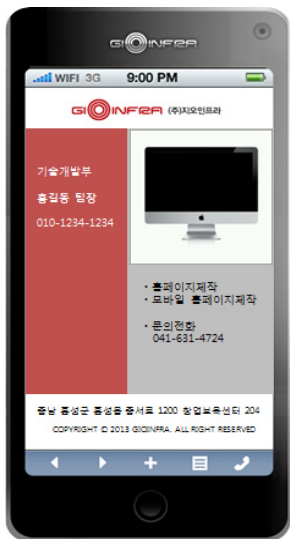 GIOINFRA
WIFI 3G 9:00 PM
GIOINFRA (주)지오인프라
기술개발부
홍길동 팀장
010-1234-1234
· 홈페이지제작
· 모바일 홈페이지제작
· 문의전화
041-631-4724
충남 홍성군 홍성읍 충서로 1200 창업보육센터 204
COPYRIGHT © 2013 GIOINFRA. ALL RIGHT RESERVED